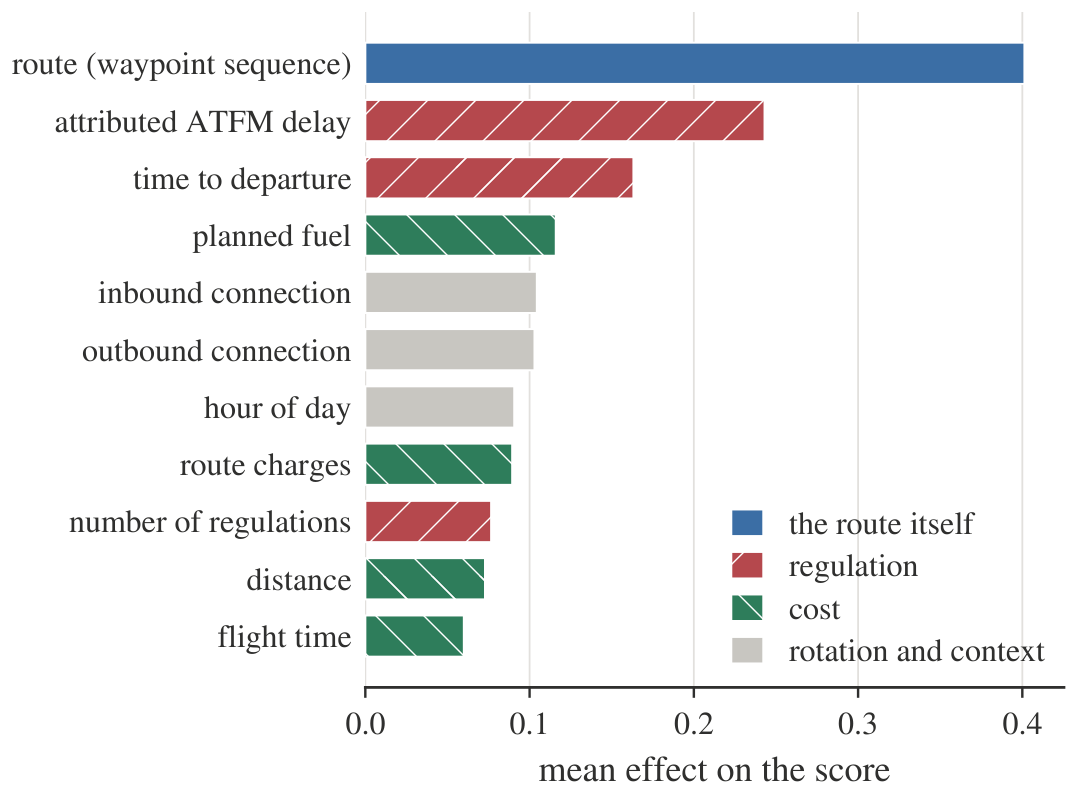 route (waypoint sequence)
attributed ATFM delay
time to departure
planned fuel
inbound connection
outbound connection
hour of day
route charges
number of regulations
distance
flight time
the route itself
regulation
cost
rotation and context
0.0 0.1 0.2 0.3 0.4
mean effect on the score